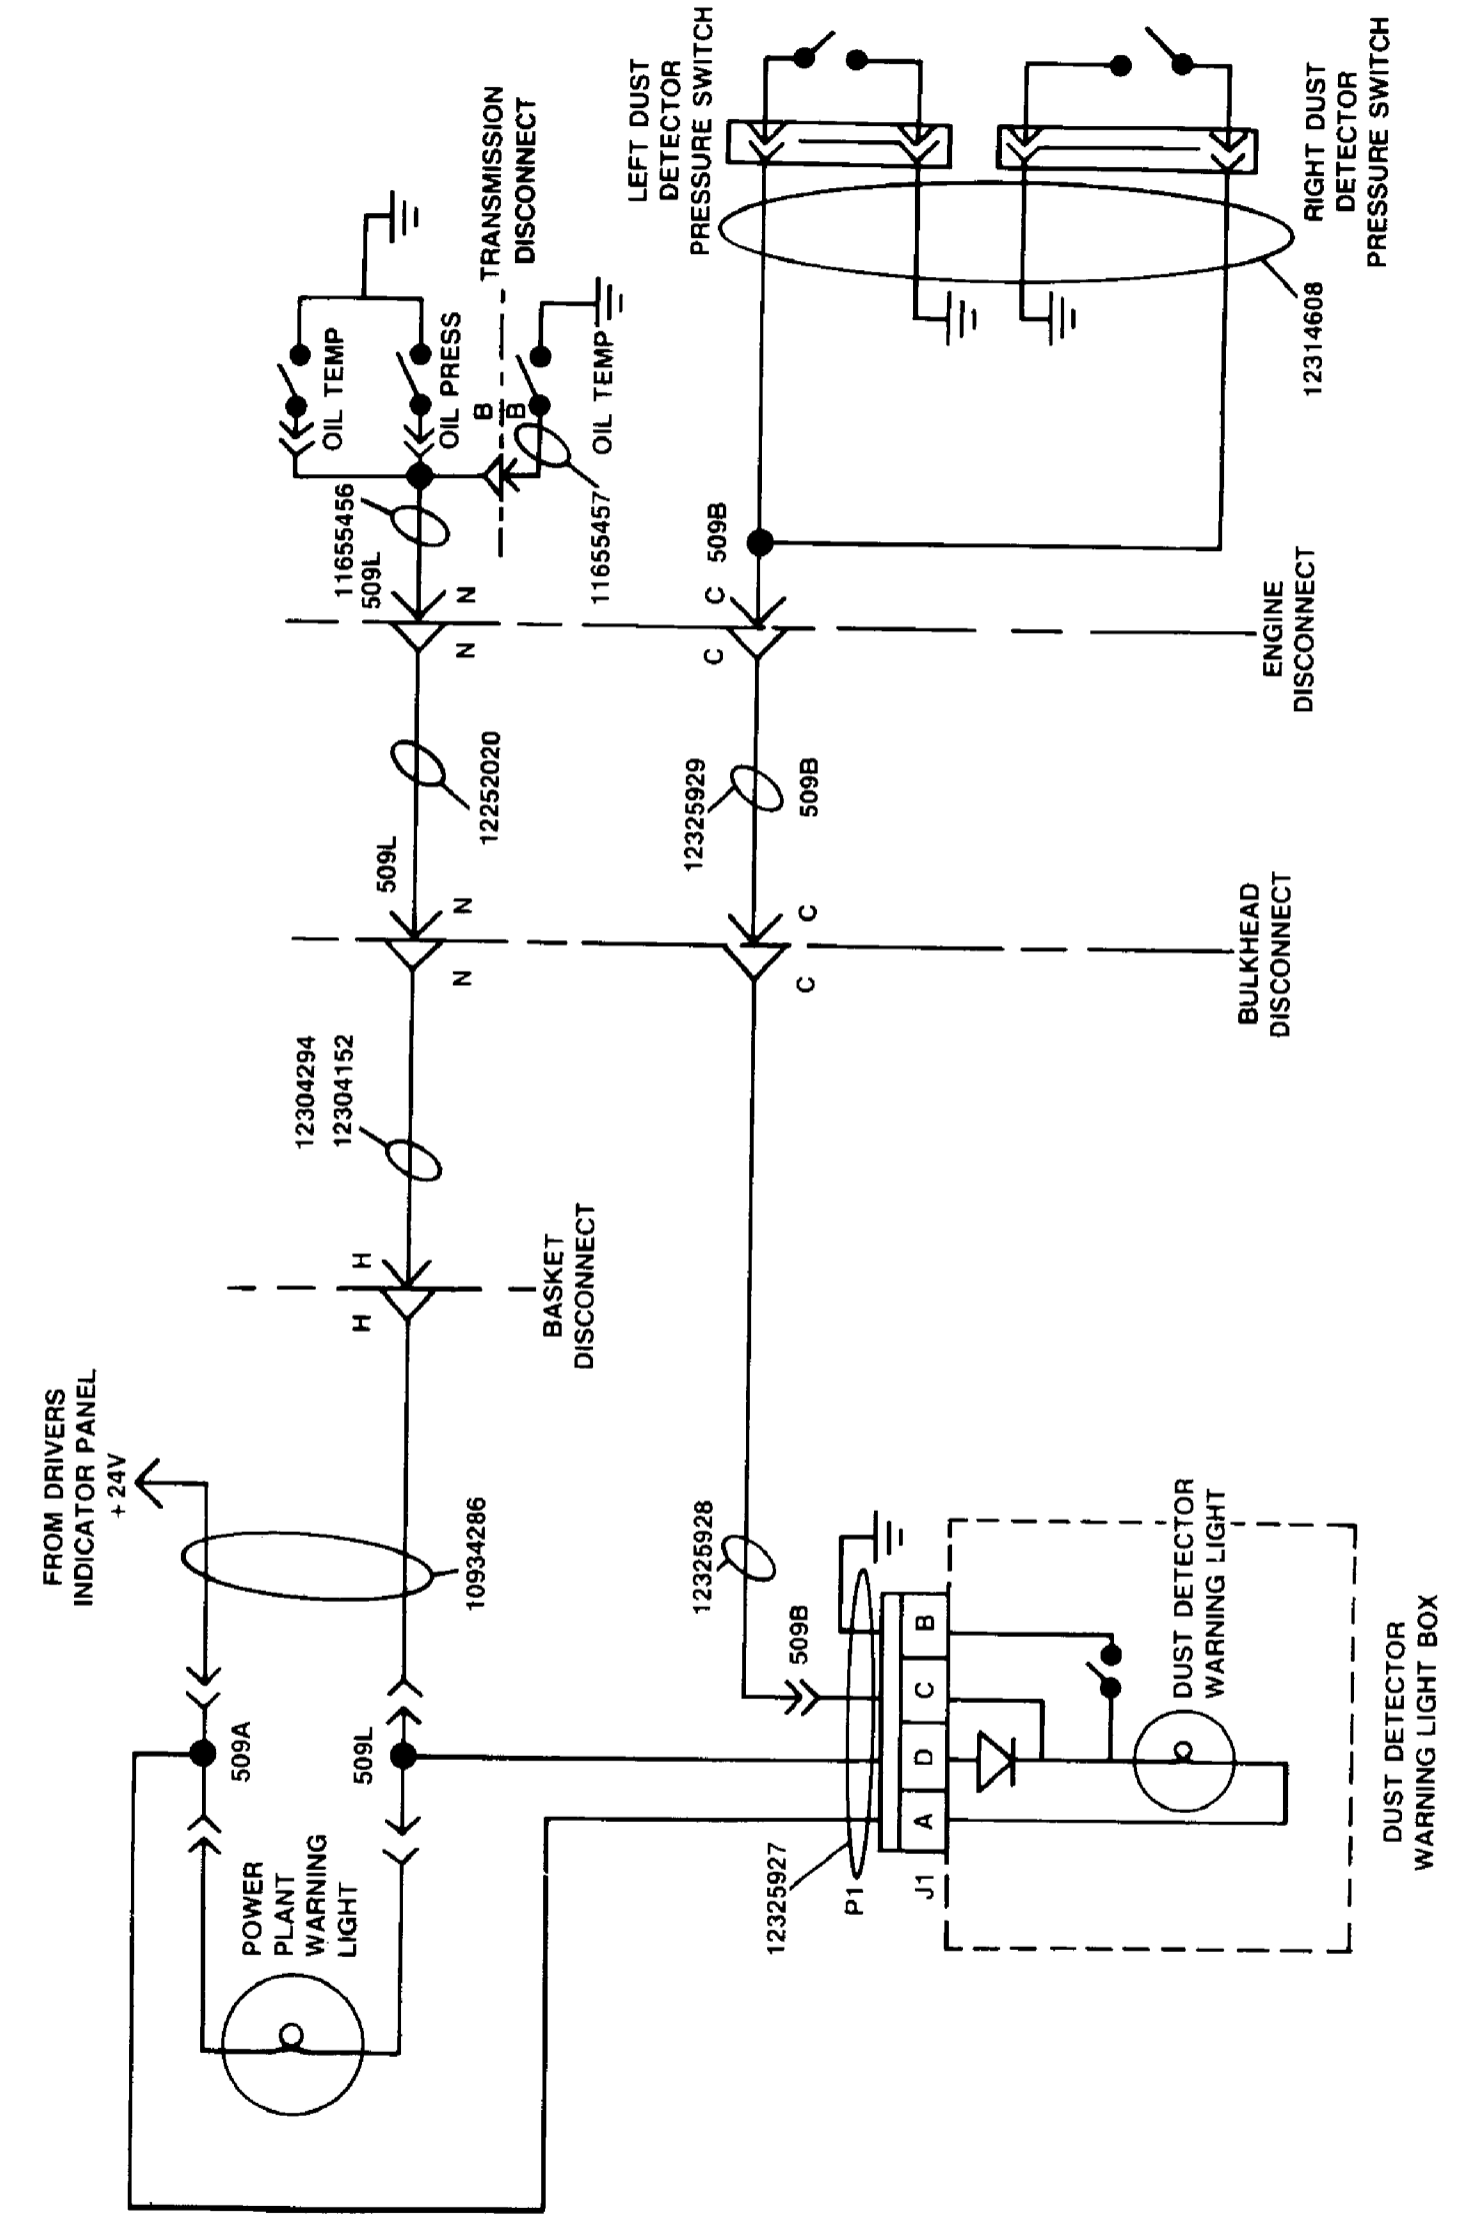 FROM DRIVERS
INDICATOR PANEL
+24V
509A
509L
POWER
PLANT
WARNING
LIGHT
10934286
H
H
BASKET
DISCONNECT
12304294
12304152
N
N
509L
12252020
N
N
11655456
509L
OIL TEMP
OIL PRESS
B
B
TRANSMISSION
DISCONNECT
OIL TEMP
11655457
LEFT DUST
DETECTOR
PRESSURE SWITCH
RIGHT DUST
DETECTOR
PRESSURE SWITCH
12314608
509B
C
C
ENGINE
DISCONNECT
12325929
509B
C
C
BULKHEAD
DISCONNECT
12325928
509B
12325927
P1
J1
A
D
C
B
DUST DETECTOR
WARNING LIGHT
DUST DETECTOR
WARNING LIGHT BOX